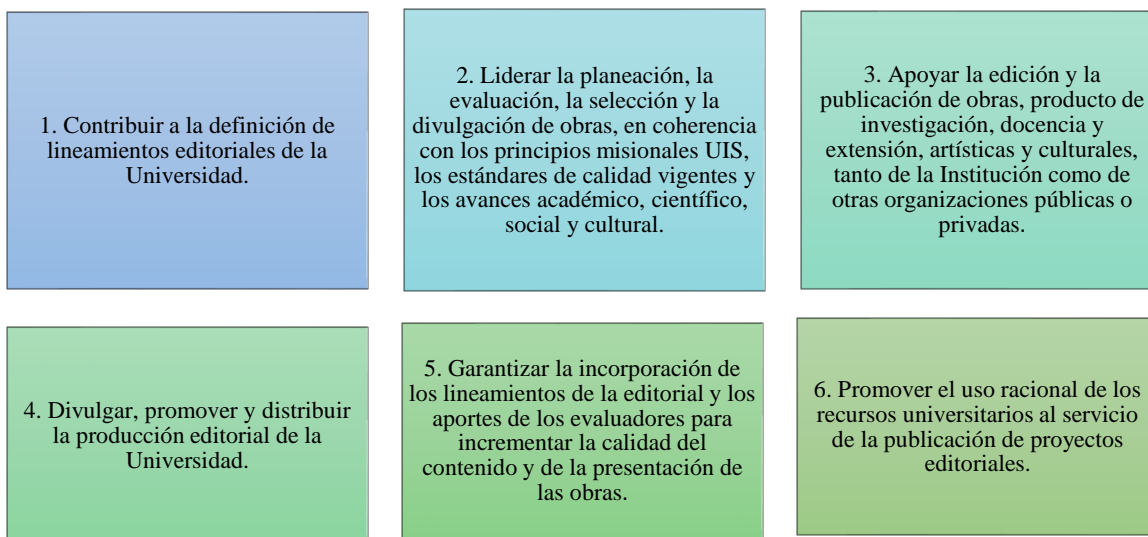 1. Contribuir a la definición de
lineamientos editoriales de la
Universidad.
2. Liderar la planeación, la
evaluación, la selección y la
divulgación de obras, en coherencia
con los principios misionales UIS,
los estándares de calidad vigentes y
los avances académico, científico,
social y cultural.
3. Apoyar la edición y la
publicación de obras, producto de
investigación, docencia y
extensión, artísticas y culturales,
tanto de la Institución como de
otras organizaciones públicas o
privadas.
4. Divulgar, promover y distribuir
la producción editorial de la
Universidad.
5. Garantizar la incorporación de
los lineamientos de la editorial y los
aportes de los evaluadores para
incrementar la calidad del
contenido y de la presentación de
las obras.
6. Promover el uso racional de los
recursos universitarios al servicio
de la publicación de proyectos
editoriales.